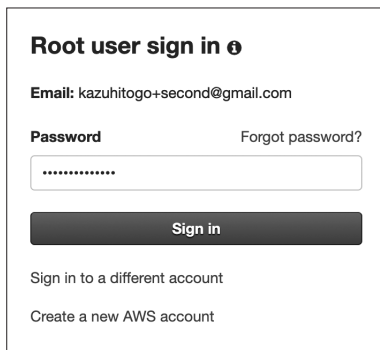 Root user sign in
Email: kazuhitogo+second@gmail.com
Password Forgot password?
••••••••••••••
Sign in
Sign in to a different account
Create a new AWS account